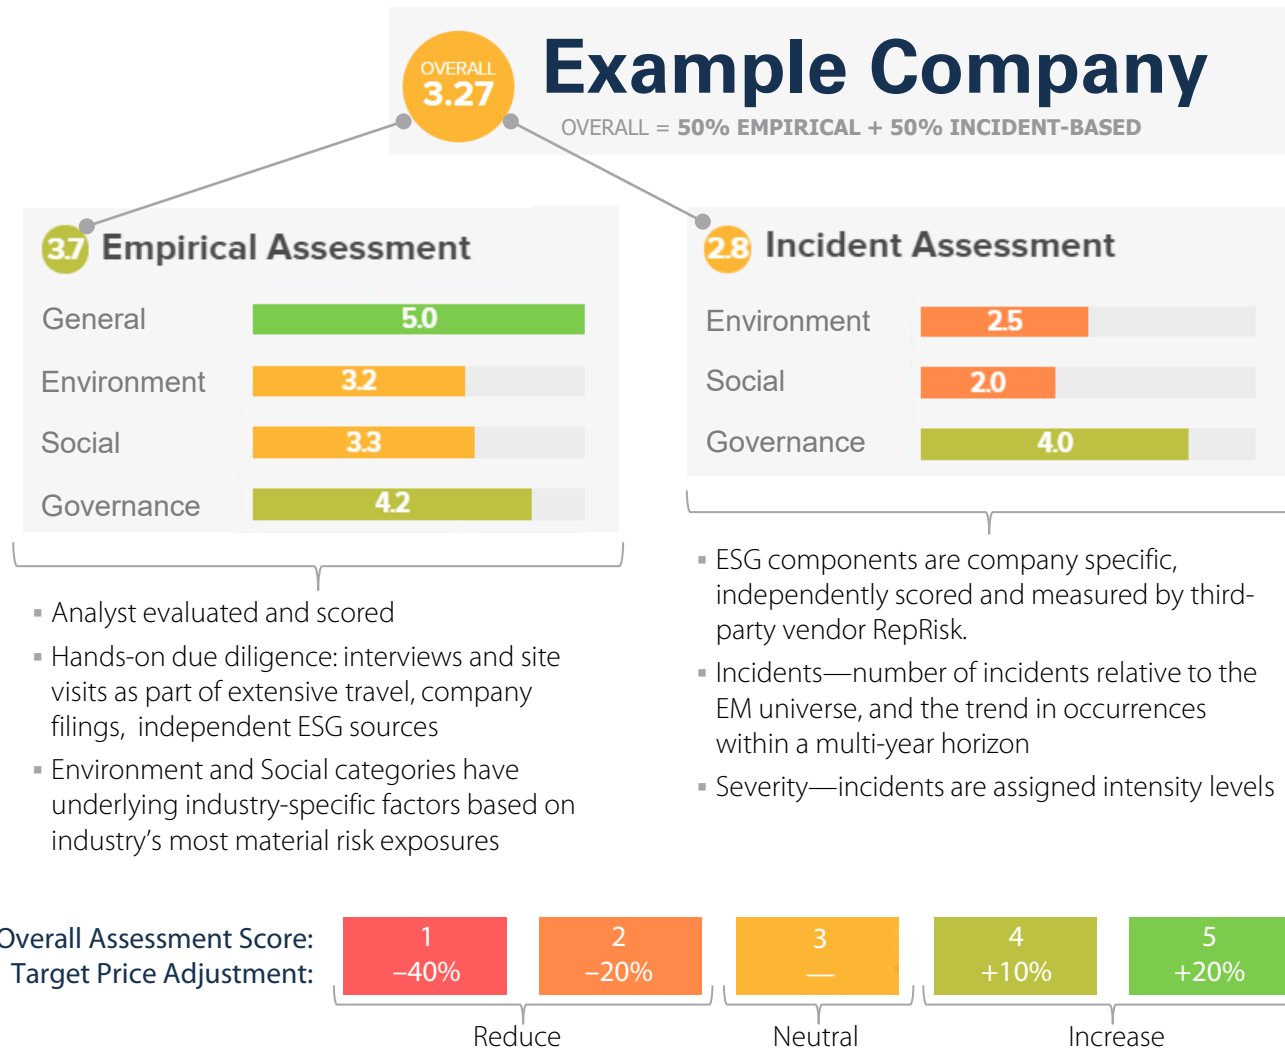 OVERALL
3.27
Example Company
OVERALL = 50% EMPIRICAL + 50% INCIDENT-BASED
3.7 Empirical Assessment
General 5.0
Environment 3.2
Social 3.3
Governance 4.2
▪ Analyst evaluated and scored
▪ Hands-on due diligence: interviews and site
visits as part of extensive travel, company
filings, independent ESG sources
▪ Environment and Social categories have
underlying industry-specific factors based on
industry’s most material risk exposures
2.8 Incident Assessment
Environment 2.5
Social 2.0
Governance 4.0
▪ ESG components are company specific,
independently scored and measured by third-
party vendor RepRisk.
▪ Incidents—number of incidents relative to the
EM universe, and the trend in occurrences
within a multi-year horizon
▪ Severity—incidents are assigned intensity levels
Overall Assessment Score: 1 2 3 4 5
Target Price Adjustment: –40% –20% — +10% +20%
Reduce Neutral Increase